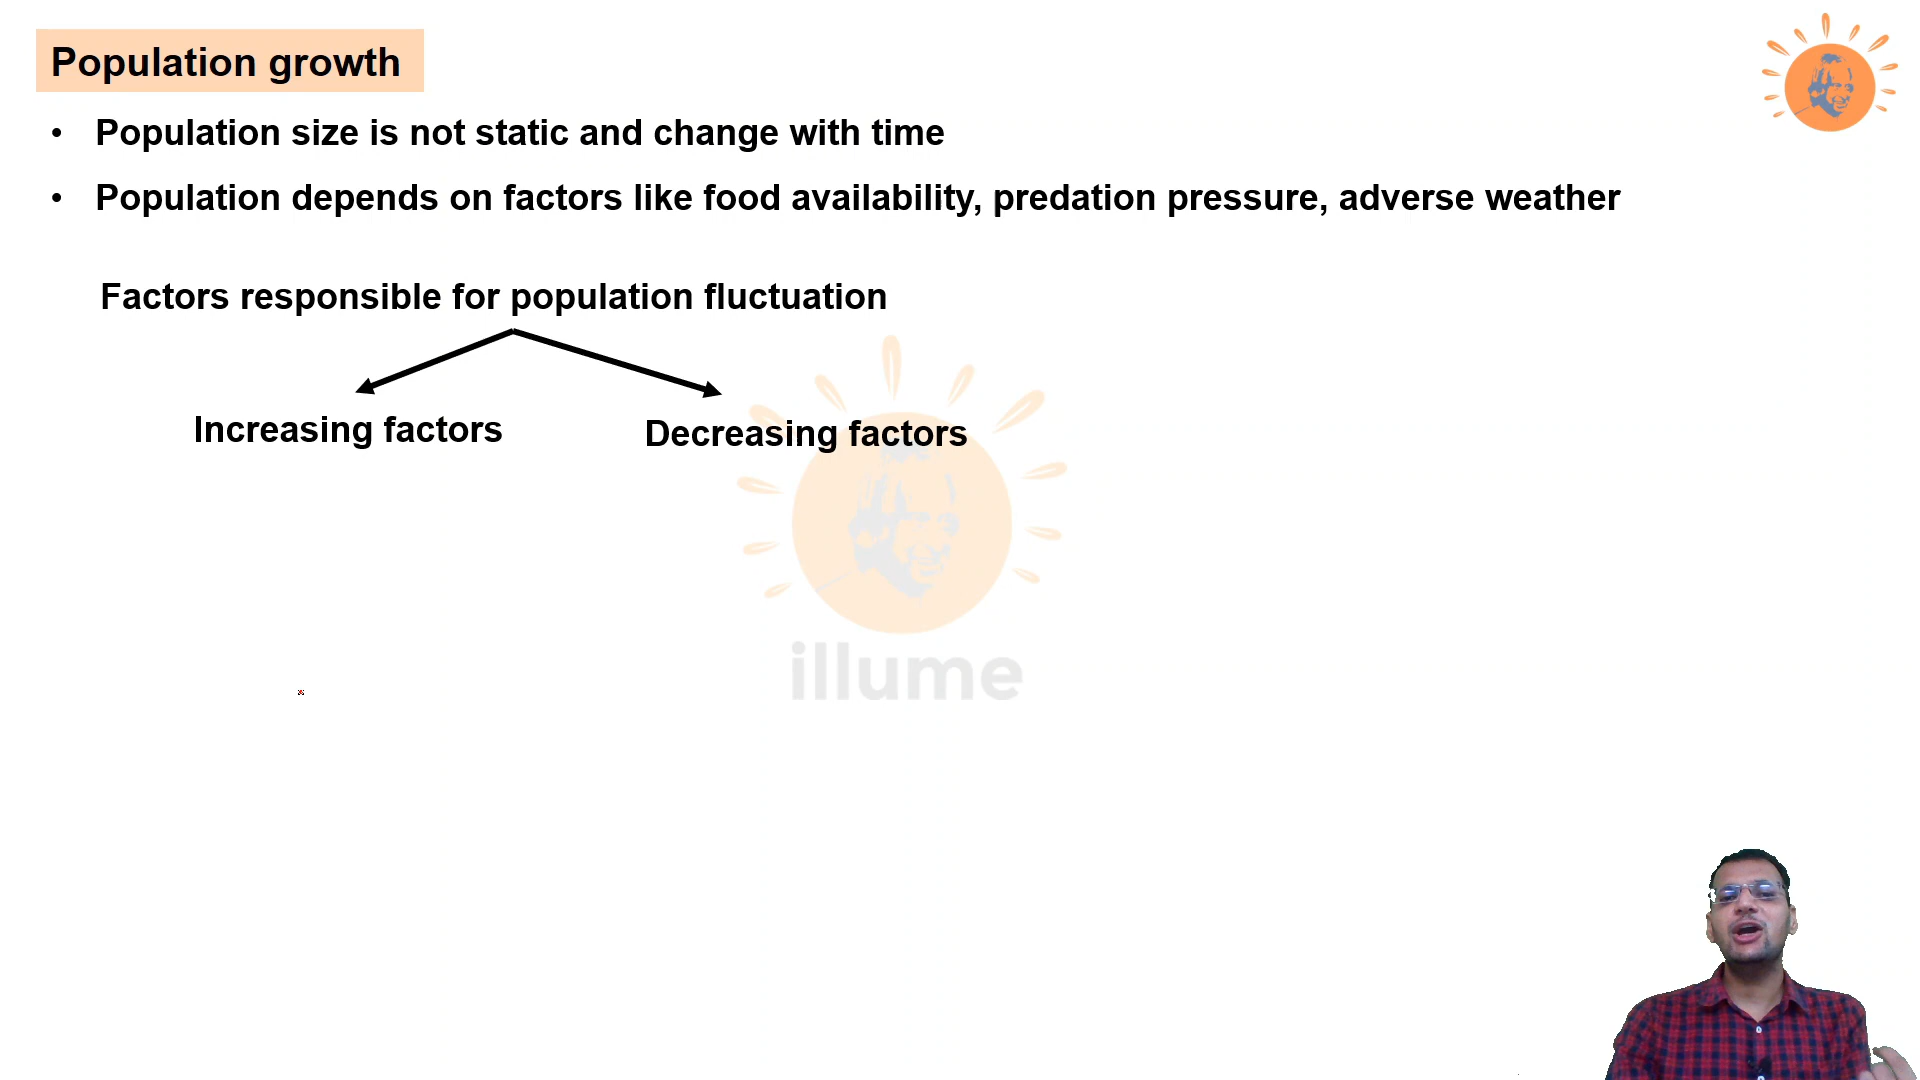 Population growth
• Population size is not static and change with time
• Population depends on factors like food availability, predation pressure, adverse weather
Factors responsible for population fluctuation
Increasing factors
Decreasing factors
illume